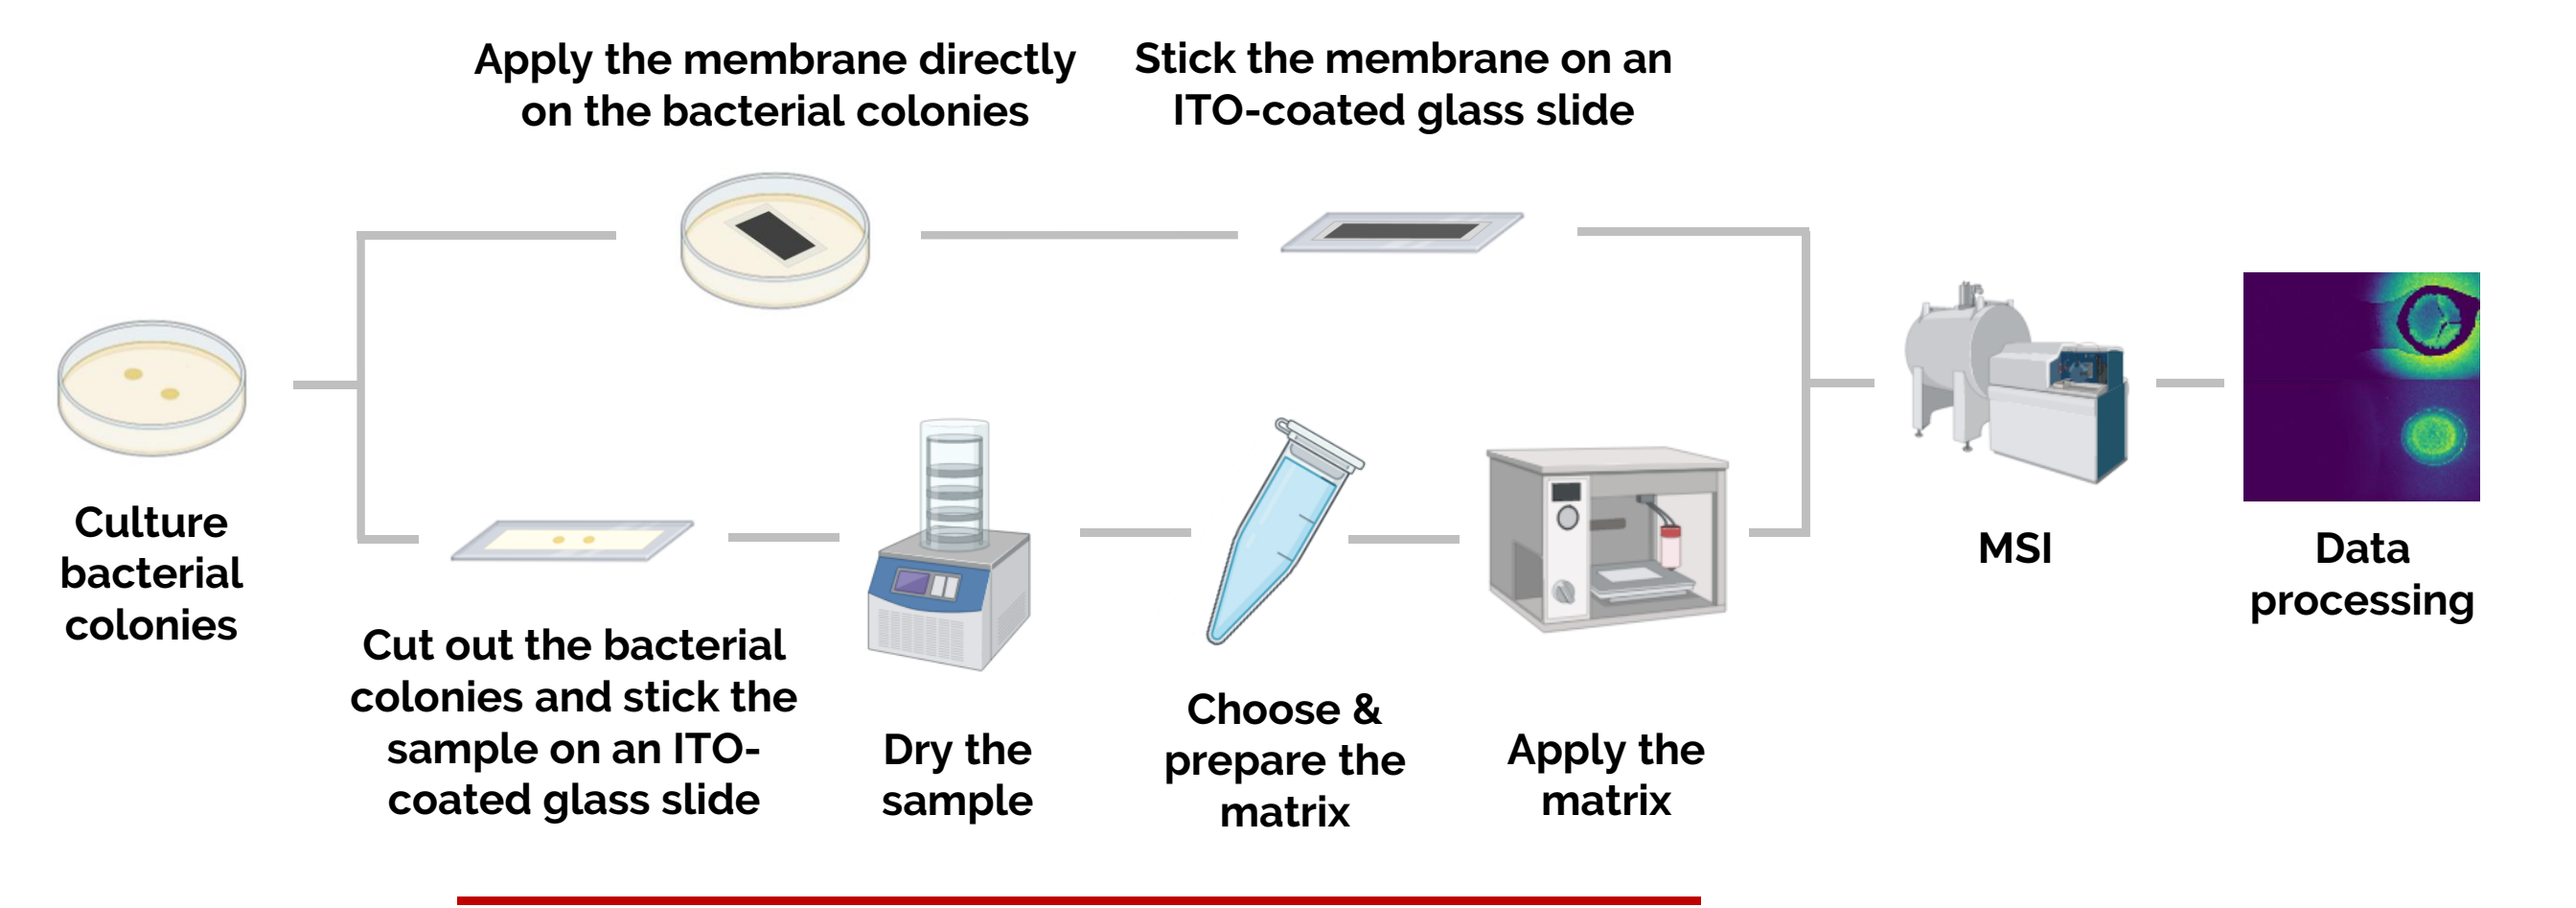 Apply the membrane directly
on the bacterial colonies
Stick the membrane on an
ITO-coated glass slide
Culture
bacterial
colonies
Cut out the bacterial
colonies and stick the
sample on an ITO-
coated glass slide
Dry the
sample
Choose &
prepare the
matrix
Apply the
matrix
MSI
Data
processing